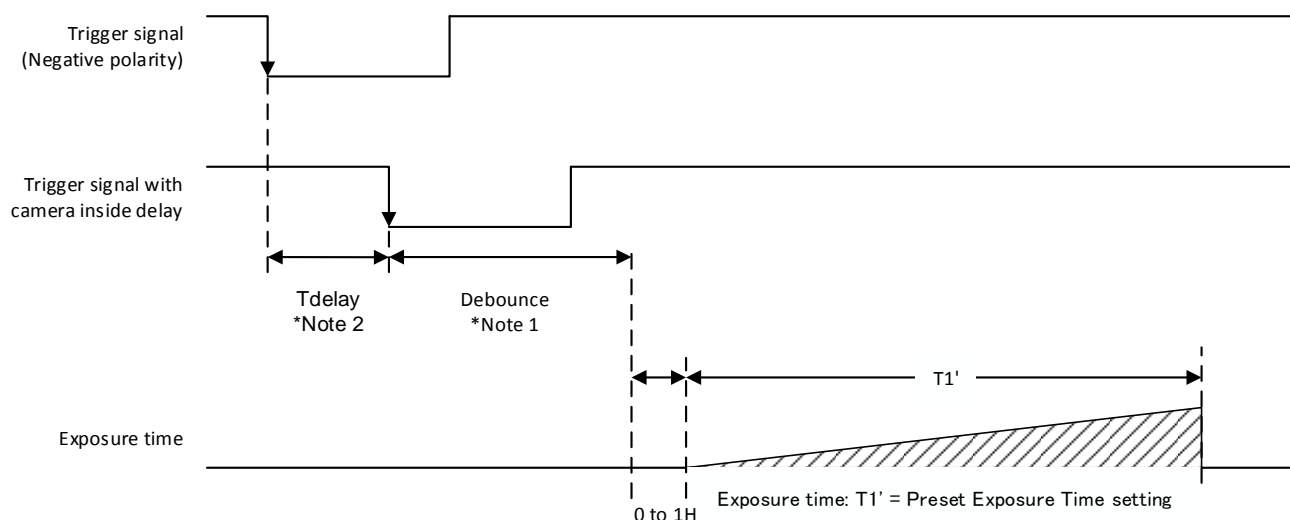 Trigger signal
(Negative polarity)
Trigger signal with
camera inside delay
Tdelay
*Note 2
Debounce
*Note 1
T1'
Exposure time
0 to 1H
Exposure time: T1' = Preset Exposure Time setting